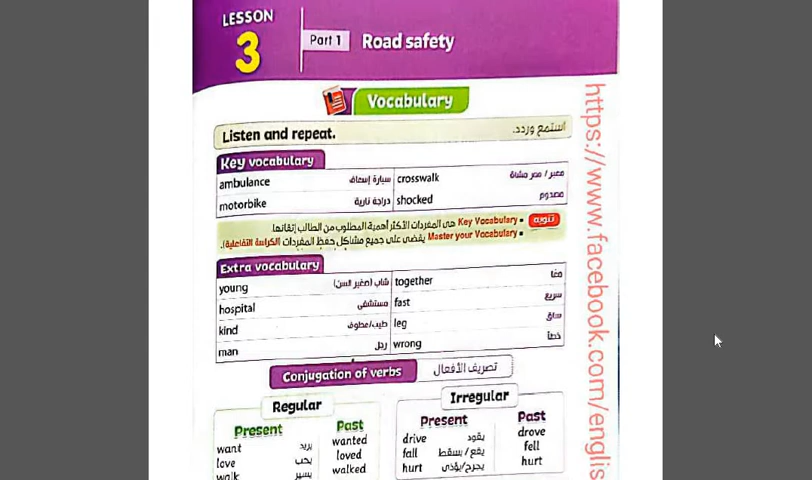 LESSON
3
Part 1 Road safety
Vocabulary
Listen and repeat. استمع وردد.
Key vocabulary
ambulance سيارة إسعاف crosswalk معبر / ممر مشاة
motorbike دراجة نارية shocked مصدوم
تنويه
▪ Key Vocabulary هى المفردات الأكثر أهمية المطلوب من الطالب إتقانها.
▪ Master your Vocabulary يقضى على جميع مشاكل حفظ المفردات (الكراسة التفاعلية).
Extra vocabulary
young شاب (صغير السن) together معًا
hospital مستشفى fast سريع
kind طيب/عطوف leg ساق
man رجل wrong خطأ
Conjugation of verbs تصريف الأفعال
Regular Irregular
Present Past Present Past
want يريد wanted drive يقود drove
love يحب loved fall يقع / يسقط fell
walk يسير walked hurt يجرح/يؤذى hurt
https://www.facebook.com/englis